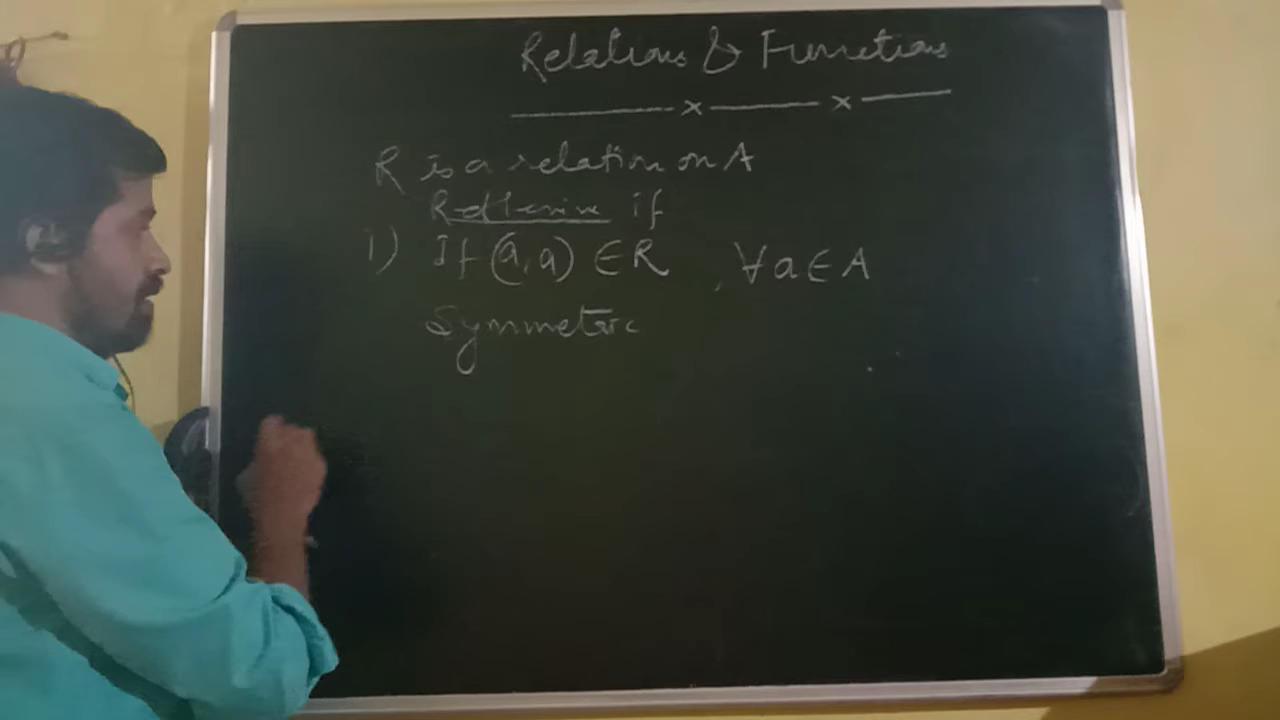 Relations & Functions
R is a relation on A
Reflexive if
1) If (a, a) ∈ R , ∀ a ∈ A
Symmetric